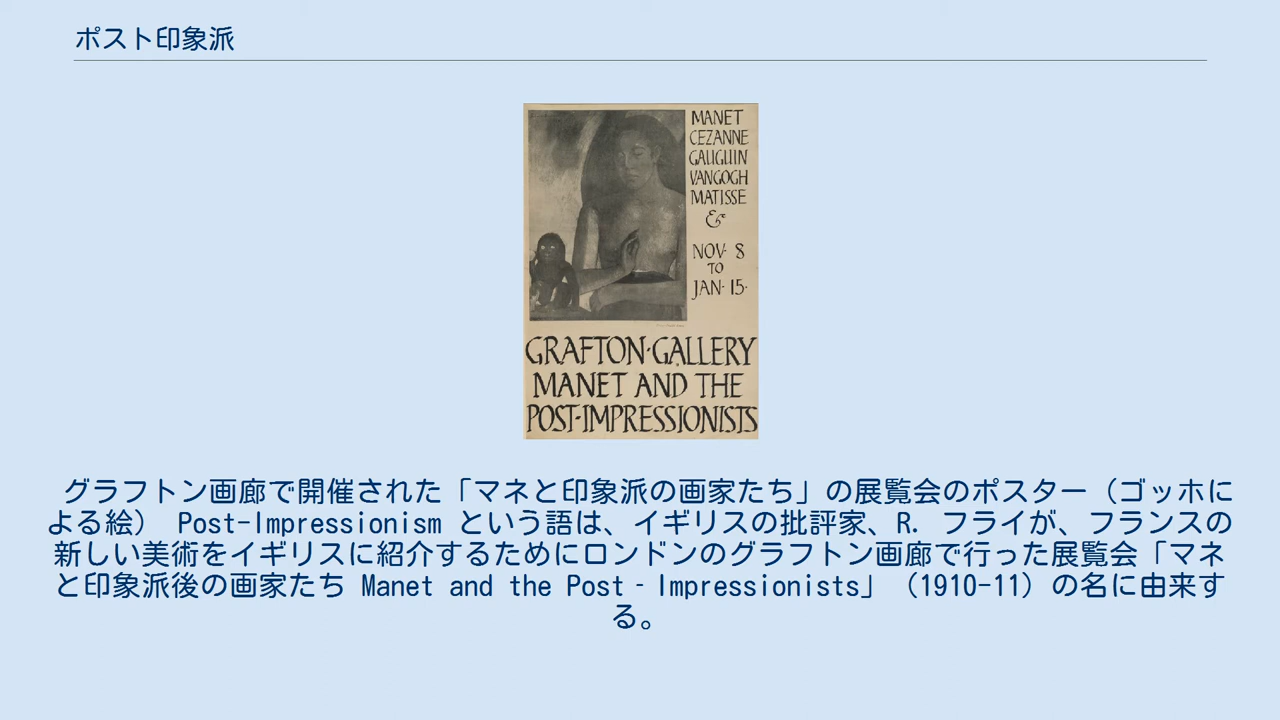 ポスト印象派
MANET
CEZANNE
GAUGUIN
VAN GOGH
MATISSE
&
NOV· 8
TO
JAN· 15·
GRAFTON·GALLERY
MANET AND THE
POST-IMPRESSIONISTS
グラフトン画廊で開催された「マネと印象派の画家たち」の展覧会のポスター（ゴッホに
よる絵） Post-Impressionism という語は、イギリスの批評家、R. フライが、フランスの
新しい美術をイギリスに紹介するためにロンドンのグラフトン画廊で行った展覧会「マネ
と印象派後の画家たち Manet and the Post‐Impressionists」（1910-11）の名に由来す
る。